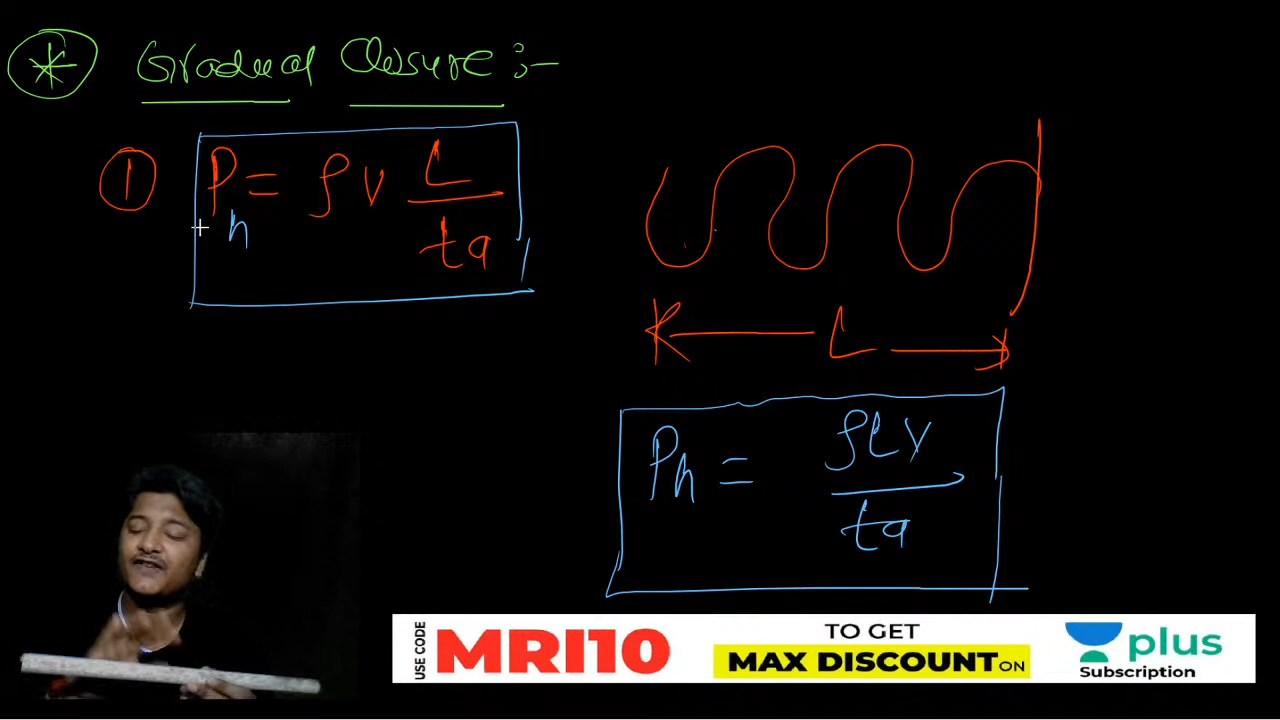 * Gradual Closure :-
① Ph = ρV L/ta
L
Ph = ρLV/ta
USE CODE MRI10 TO GET MAX DISCOUNT ON plus Subscription